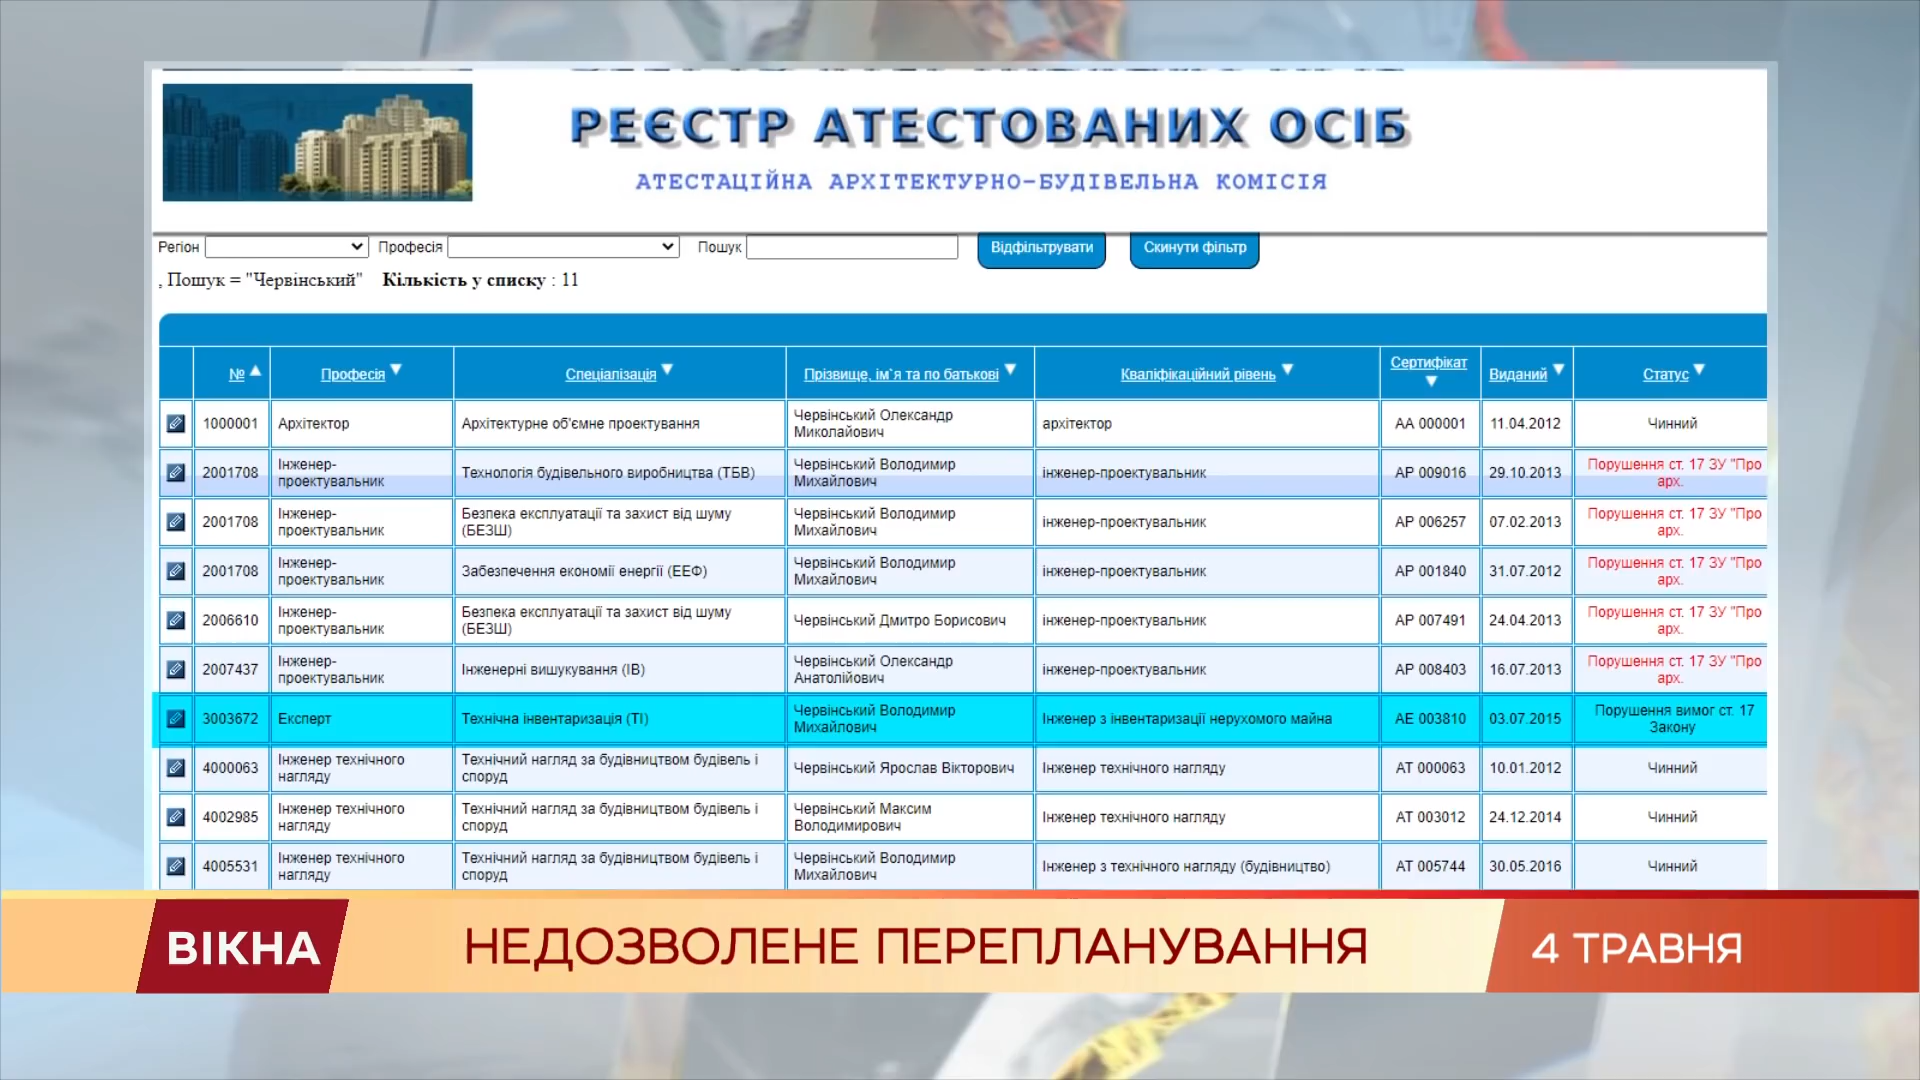 РЕЄСТР АТЕСТОВАНИХ ОСІБ
АТЕСТАЦІЙНА АРХІТЕКТУРНО-БУДІВЕЛЬНА КОМІСІЯ
Регіон Професія Пошук Відфільтрувати Скинути фільтр
, Пошук = "Червінський" Кількість у списку : 11
№ Професія Спеціалізація Прізвище, ім`я та по батькові Кваліфікаційний рівень Сертифікат Виданий Статус
1000001 Архітектор Архітектурне об'ємне проектування Червінський Олександр Миколайович архітектор АА 000001 11.04.2012 Чинний
2001708 Інженер-проектувальник Технологія будівельного виробництва (ТБВ) Червінський Володимир Михайлович інженер-проектувальник АР 009016 29.10.2013 Порушення ст. 17 ЗУ "Про арх.
2001708 Інженер-проектувальник Безпека експлуатації та захист від шуму (БЕЗШ) Червінський Володимир Михайлович інженер-проектувальник АР 006257 07.02.2013 Порушення ст. 17 ЗУ "Про арх.
2001708 Інженер-проектувальник Забезпечення економії енергії (ЕЕФ) Червінський Володимир Михайлович інженер-проектувальник АР 001840 31.07.2012 Порушення ст. 17 ЗУ "Про арх.
2006610 Інженер-проектувальник Безпека експлуатації та захист від шуму (БЕЗШ) Червінський Дмитро Борисович інженер-проектувальник АР 007491 24.04.2013 Порушення ст. 17 ЗУ "Про арх.
2007437 Інженер-проектувальник Інженерні вишукування (ІВ) Червінський Олександр Анатолійович інженер-проектувальник АР 008403 16.07.2013 Порушення ст. 17 ЗУ "Про арх.
3003672 Експерт Технічна інвентаризація (ТІ) Червінський Володимир Михайлович Інженер з інвентаризації нерухомого майна АЕ 003810 03.07.2015 Порушення вимог ст. 17 Закону
4000063 Інженер технічного нагляду Технічний нагляд за будівництвом будівель і споруд Червінський Ярослав Вікторович Інженер технічного нагляду АТ 000063 10.01.2012 Чинний
4002985 Інженер технічного нагляду Технічний нагляд за будівництвом будівель і споруд Червінський Максим Володимирович Інженер технічного нагляду АТ 003012 24.12.2014 Чинний
4005531 Інженер технічного нагляду Технічний нагляд за будівництвом будівель і споруд Червінський Володимир Михайлович Інженер з технічного нагляду (будівництво) АТ 005744 30.05.2016 Чинний
ВІКНА НЕДОЗВОЛЕНЕ ПЕРЕПЛАНУВАННЯ 4 ТРАВНЯ